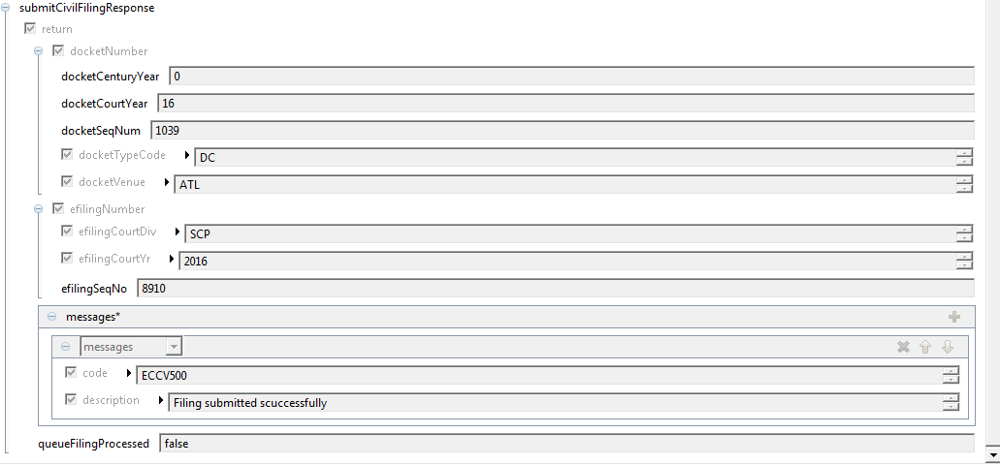 submitCivilFilingResponse
return
docketNumber
docketCenturyYear 0
docketCourtYear 16
docketSeqNum 1039
docketTypeCode DC
docketVenue ATL
efilingNumber
efilingCourtDiv SCP
efilingCourtYr 2016
efilingSeqNo 8910
messages*
messages
code ECCV500
description Filing submitted scuccessfully
queueFilingProcessed false